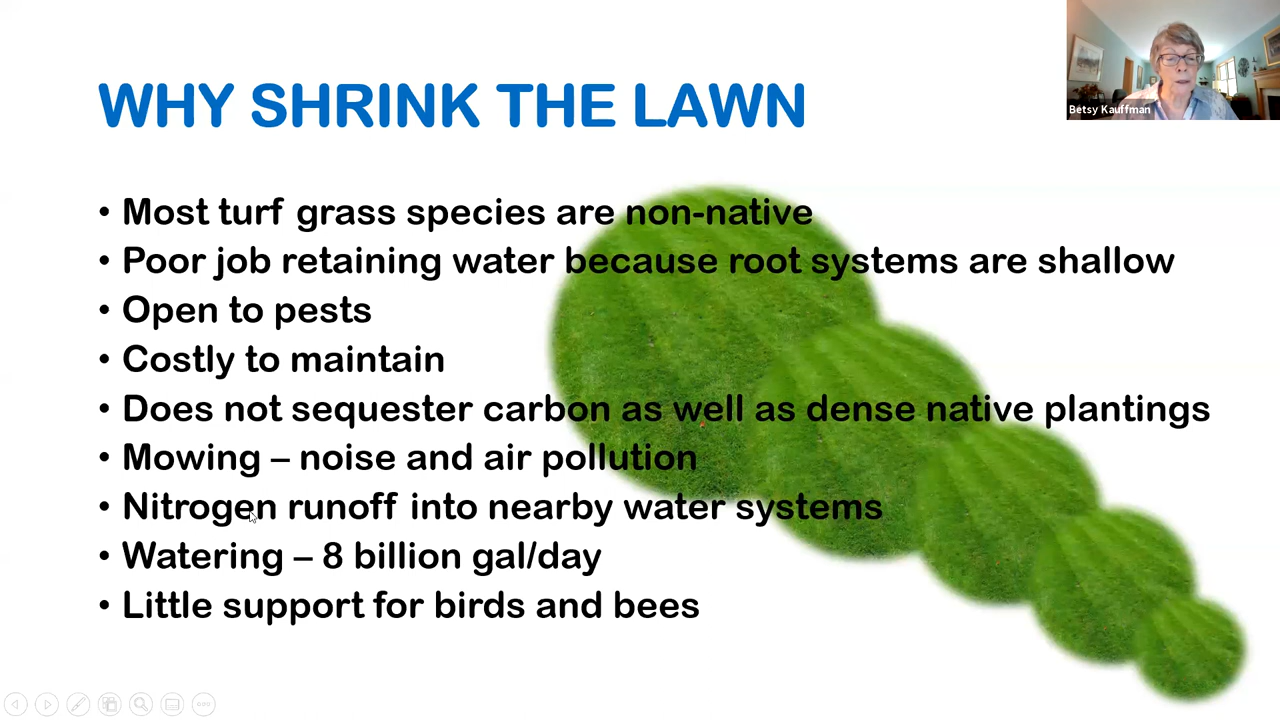 WHY SHRINK THE LAWN
Betsy Kauffman
• Most turf grass species are non-native
• Poor job retaining water because root systems are shallow
• Open to pests
• Costly to maintain
• Does not sequester carbon as well as dense native plantings
• Mowing – noise and air pollution
• Nitrogen runoff into nearby water systems
• Watering – 8 billion gal/day
• Little support for birds and bees